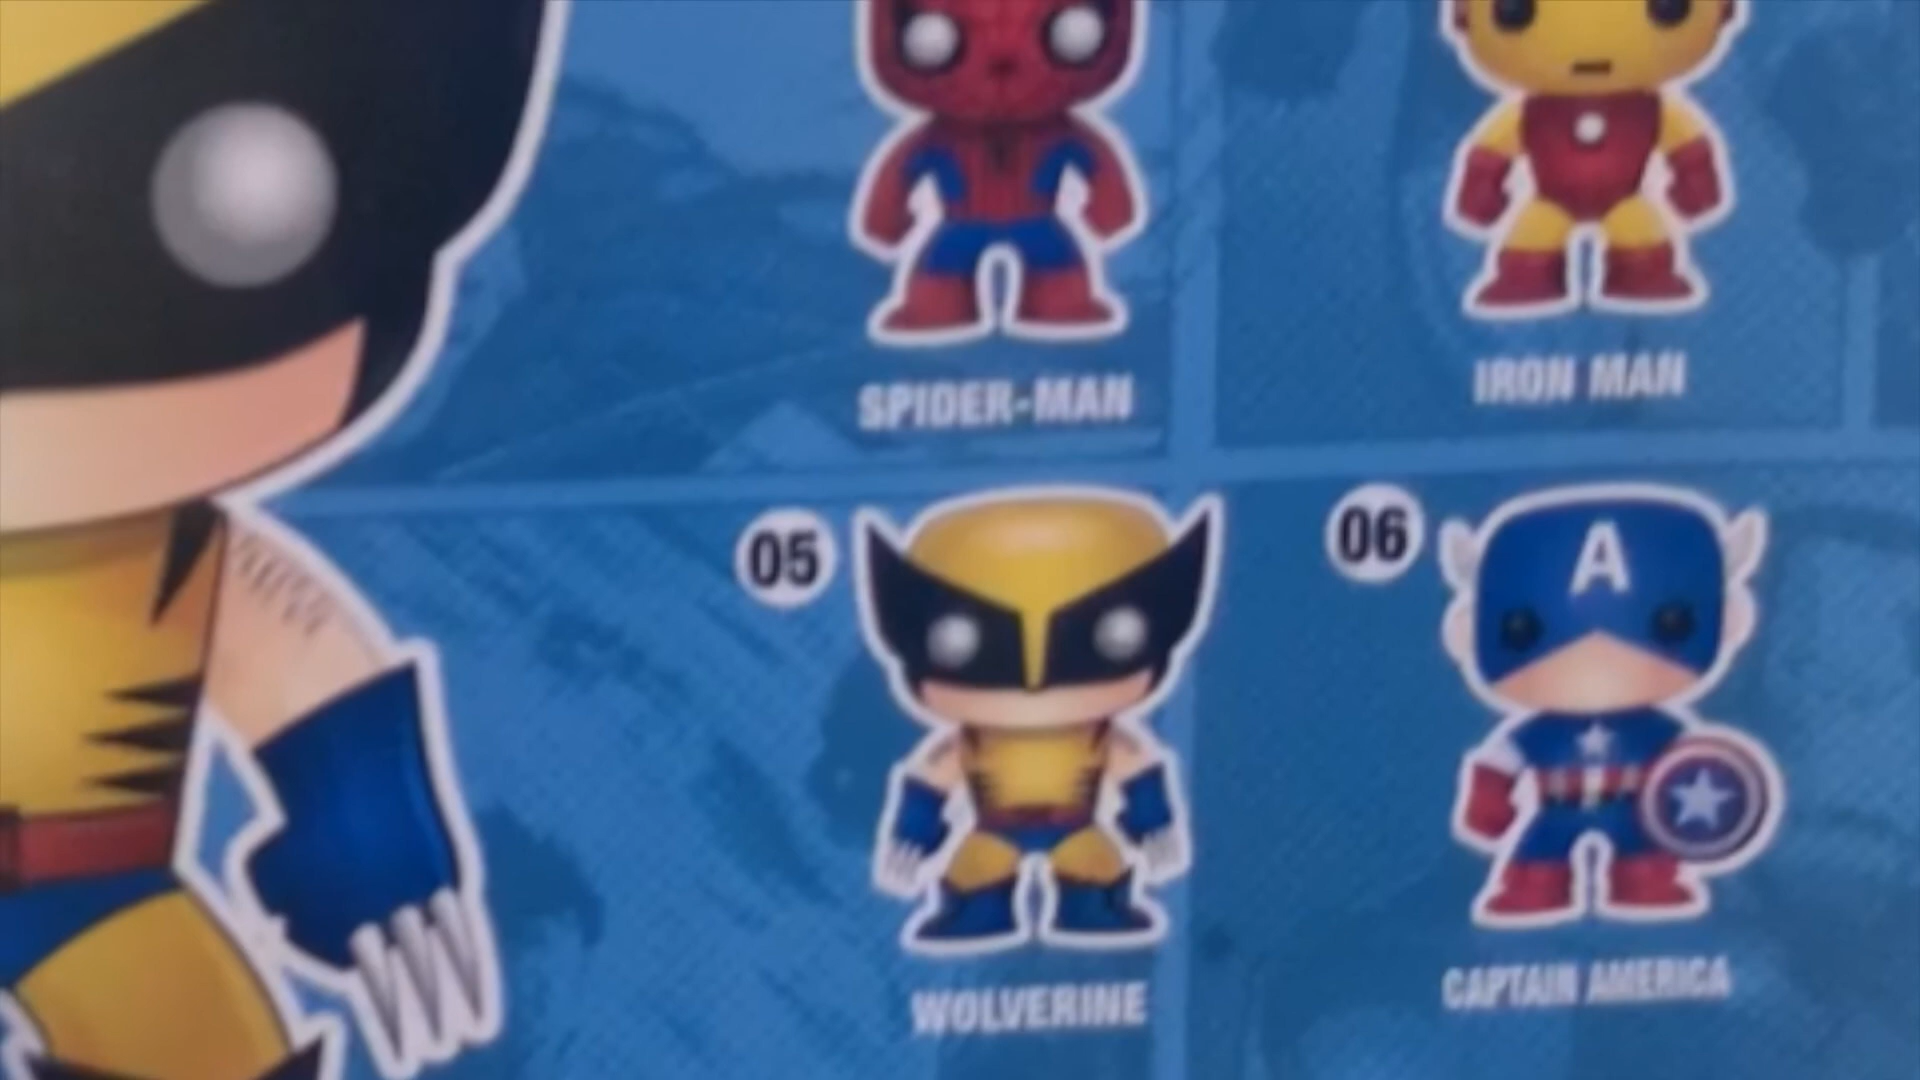 SPIDER-MAN
IRON MAN
05
06
A
WOLVERINE
CAPTAIN AMERICA